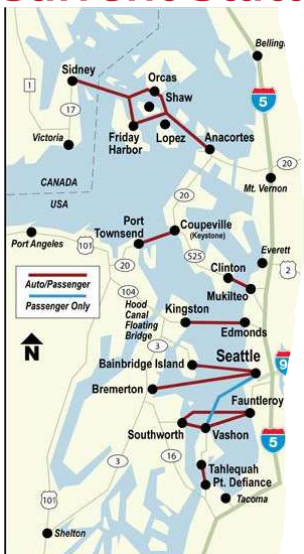 Sidney
Orcas
Shaw
Bellin
5
1
17
Friday
Harbor
Lopez
Anacortes
Victoria
20
CANADA
USA
Mt. Vernon
20
Port
Townsend
Coupeville
(Keystone)
Port Angeles
101
20
525
Everett
2
Clinton
Mukilteo
Auto/Passenger
Passenger Only
104
Hood
Canal
Floating
Bridge
Kingston
Edmonds
N
3
Bainbridge Island
Seattle
9
Bremerton
Fauntleroy
Southworth
Vashon
5
16
3
Tahlequah
Pt. Defiance
Tacoma
101
Shelton